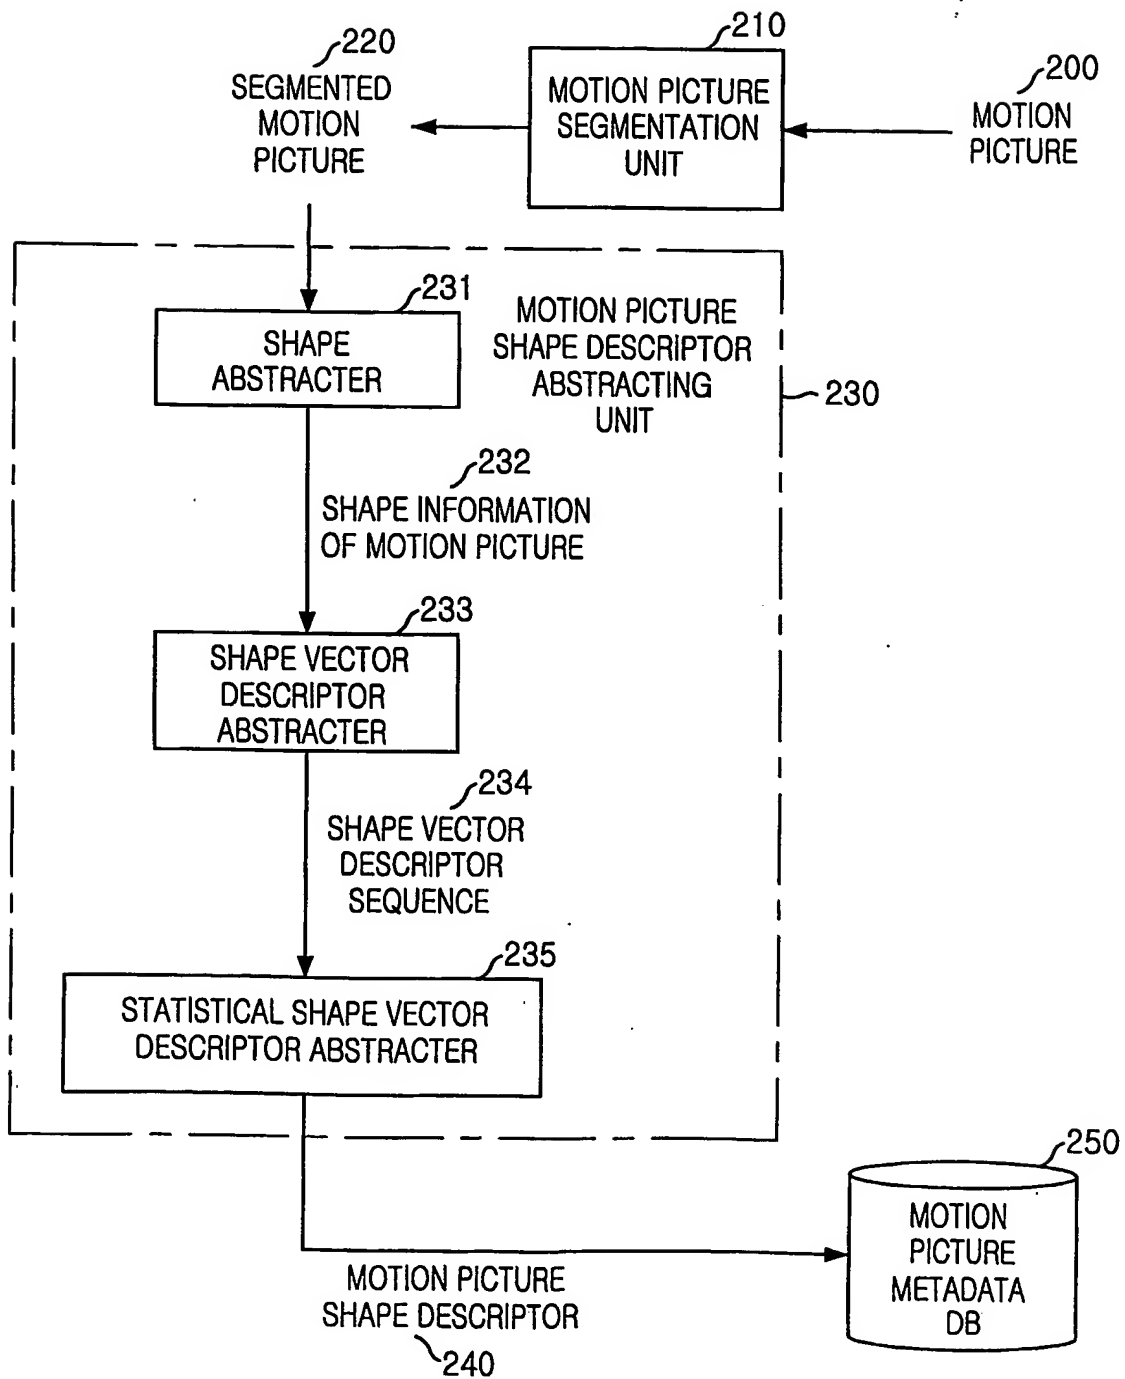 220
SEGMENTED
MOTION
PICTURE
210
MOTION PICTURE
SEGMENTATION
UNIT
200
MOTION
PICTURE
231
SHAPE
ABSTRACTER
MOTION PICTURE
SHAPE DESCRIPTOR
ABSTRACTING
UNIT
230
232
SHAPE INFORMATION
OF MOTION PICTURE
233
SHAPE VECTOR
DESCRIPTOR
ABSTRACTER
234
SHAPE VECTOR
DESCRIPTOR
SEQUENCE
235
STATISTICAL SHAPE VECTOR
DESCRIPTOR ABSTRACTER
250
MOTION
PICTURE
METADATA
DB
MOTION PICTURE
SHAPE DESCRIPTOR
240